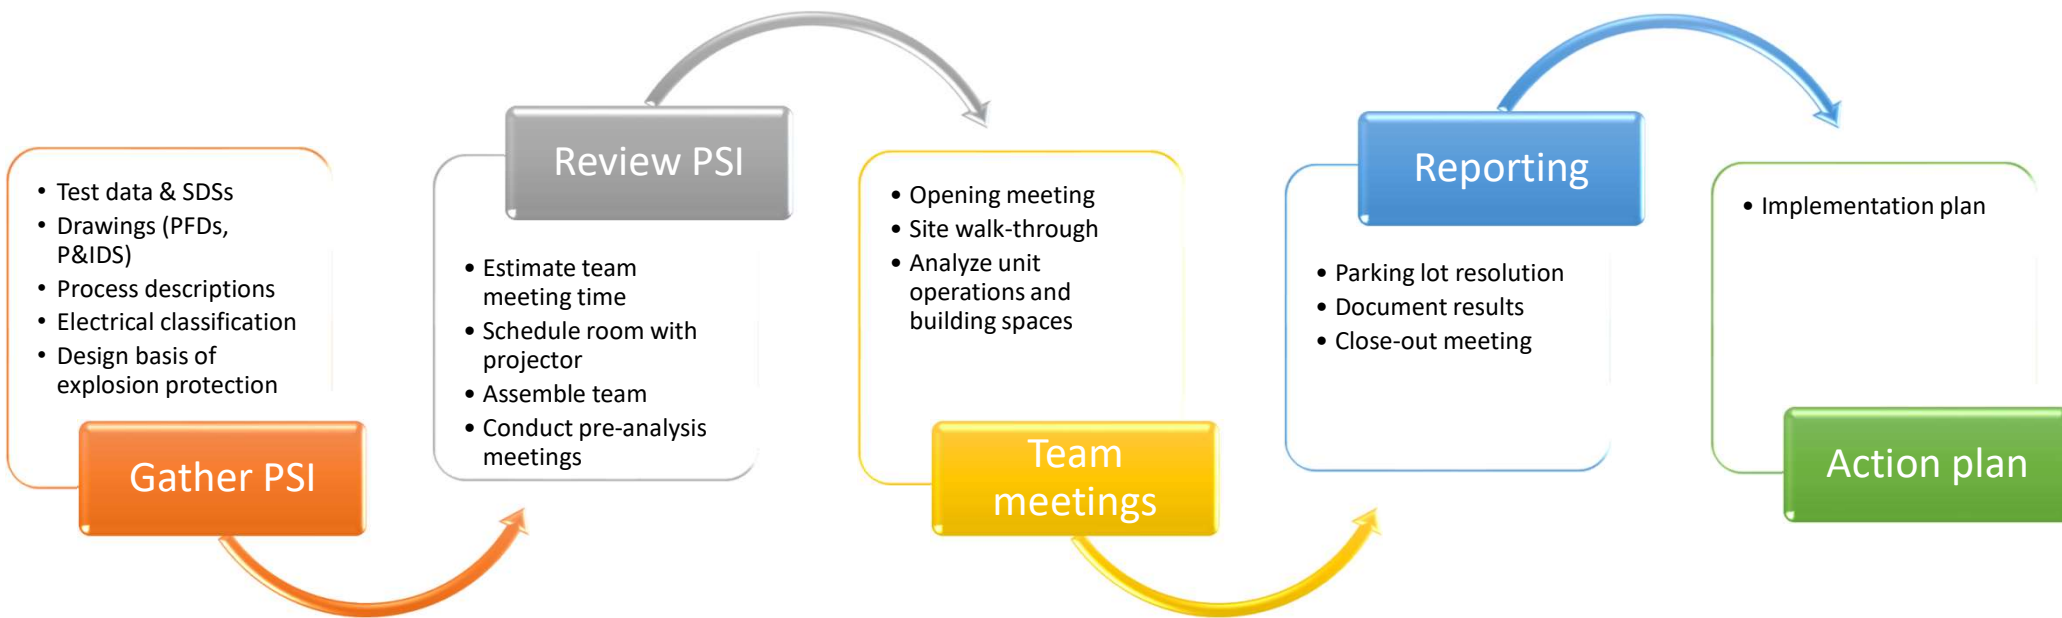 • Test data & SDSs
• Drawings (PFDs,
P&IDS)
• Process descriptions
• Electrical classification
• Design basis of
explosion protection
Gather PSI
Review PSI
• Estimate team
meeting time
• Schedule room with
projector
• Assemble team
• Conduct pre-analysis
meetings
• Opening meeting
• Site walk-through
• Analyze unit
operations and
building spaces
Team
meetings
Reporting
• Parking lot resolution
• Document results
• Close-out meeting
• Implementation plan
Action plan